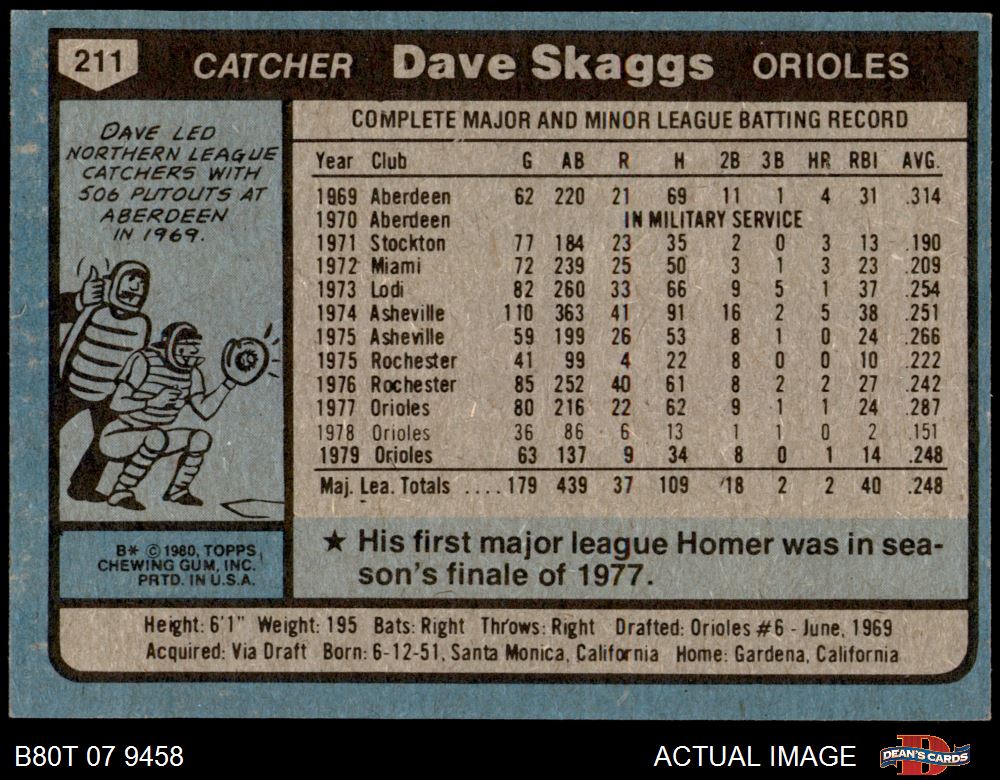 211 CATCHER Dave Skaggs ORIOLES
DAVE LED
NORTHERN LEAGUE
CATCHERS WITH
506 PUTOUTS AT
ABERDEEN
IN 1969.
B* © 1980, TOPPS
CHEWING GUM, INC.
PRTD. IN U.S.A.
COMPLETE MAJOR AND MINOR LEAGUE BATTING RECORD
Year Club G AB R H 2B 3B HR RBI AVG.
1969 Aberdeen 62 220 21 69 11 1 4 31 .314
1970 Aberdeen IN MILITARY SERVICE
1971 Stockton 77 184 23 35 2 0 3 13 .190
1972 Miami 72 239 25 50 3 1 3 23 .209
1973 Lodi 82 260 33 66 9 5 1 37 .254
1974 Asheville 110 363 41 91 16 2 5 38 .251
1975 Asheville 59 199 26 53 8 1 0 24 .266
1975 Rochester 41 99 4 22 8 0 0 10 .222
1976 Rochester 85 252 40 61 8 2 2 27 .242
1977 Orioles 80 216 22 62 9 1 1 24 .287
1978 Orioles 36 86 6 13 1 1 0 2 .151
1979 Orioles 63 137 9 34 8 0 1 14 .248
Maj. Lea. Totals ....179 439 37 109 18 2 2 40 .248
★ His first major league Homer was in sea-
son's finale of 1977.
Height: 6'1" Weight: 195 Bats: Right Throws: Right Drafted: Orioles #6 - June, 1969
Acquired: Via Draft Born: 6-12-51, Santa Monica, California Home: Gardena, California
B80T 07 9458 ACTUAL IMAGE DEAN'S CARDS